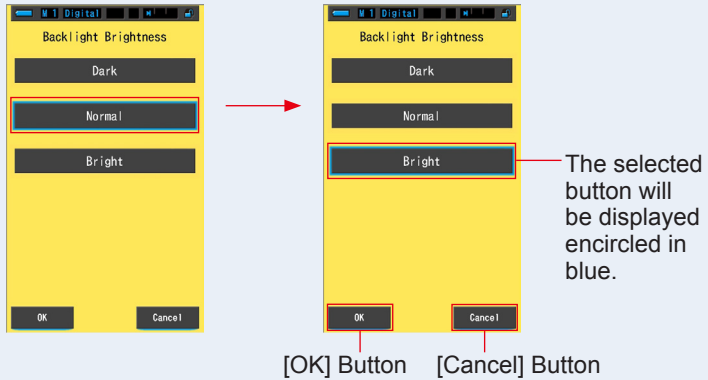 M 1 Digital
Backlight Brightness
Dark
Normal
Bright
OK
Cancel
M 1 Digital
Backlight Brightness
Dark
Normal
Bright
OK
Cancel
The selected
button will
be displayed
encircled in
blue.
[OK] Button
[Cancel] Button